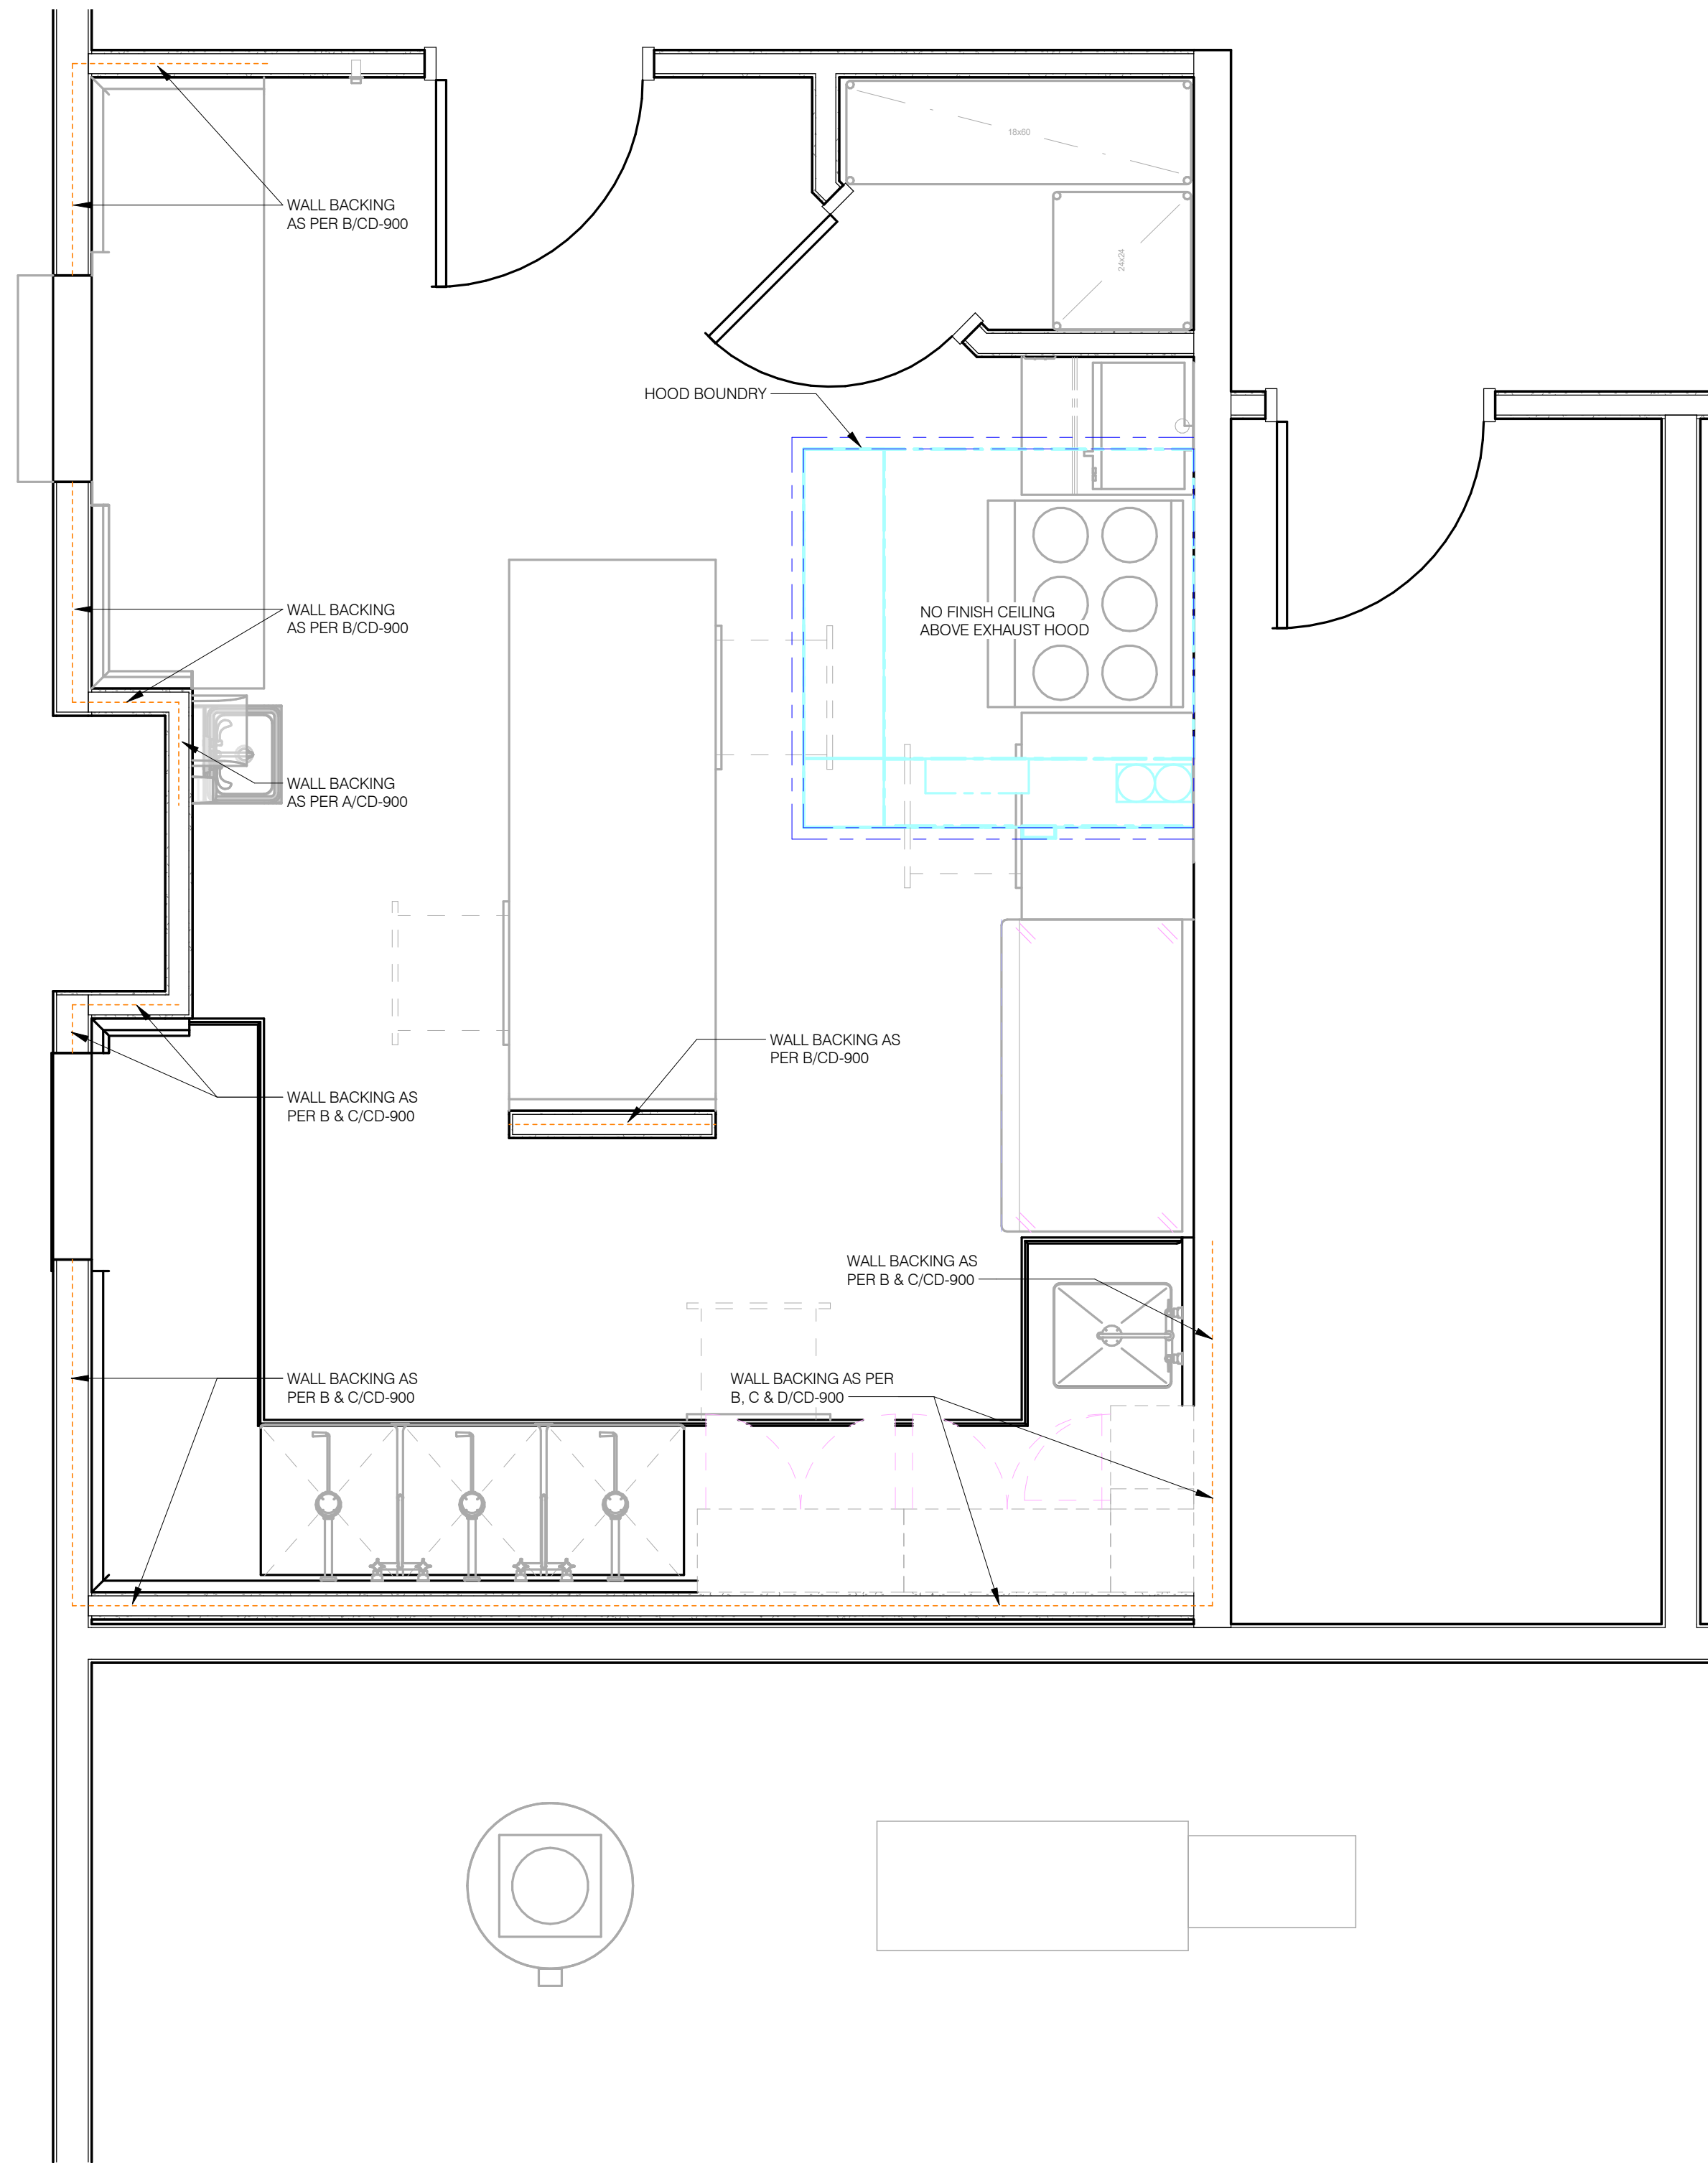 18x60
WALL BACKING
AS PER B/CD-900
24x24
HOOD BOUNDRY
WALL BACKING
AS PER B/CD-900
NO FINISH CEILING
ABOVE EXHAUST HOOD
WALL BACKING
AS PER A/CD-900
WALL BACKING AS
PER B/CD-900
WALL BACKING AS
PER B & C/CD-900
WALL BACKING AS
PER B & C/CD-900
WALL BACKING AS
PER B & C/CD-900
WALL BACKING AS PER
B, C & D/CD-900